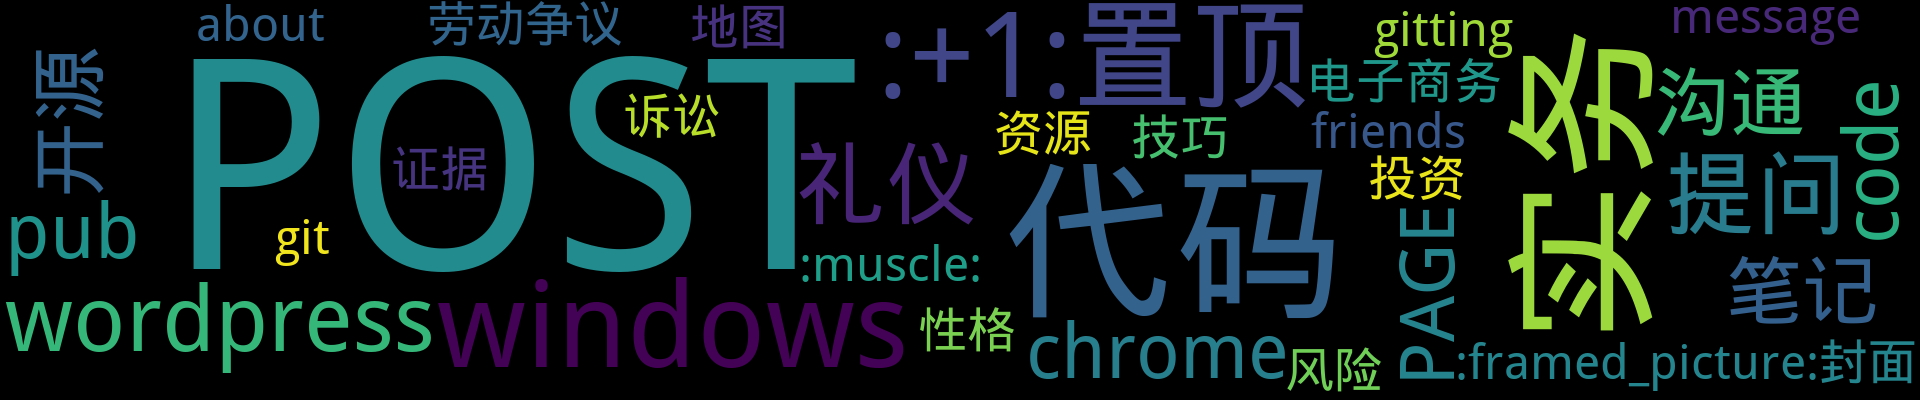 about
劳动争议
地图
:+1:置顶
gitting
message
开源
POST
诉讼
证据
资源
技巧
电子商务
friends
实务
沟通
code
pub
git
礼仪
代码
投资
提问
:muscle:
wordpress
windows
性格
chrome
风险
PAGE
笔记
:framed_picture:封面